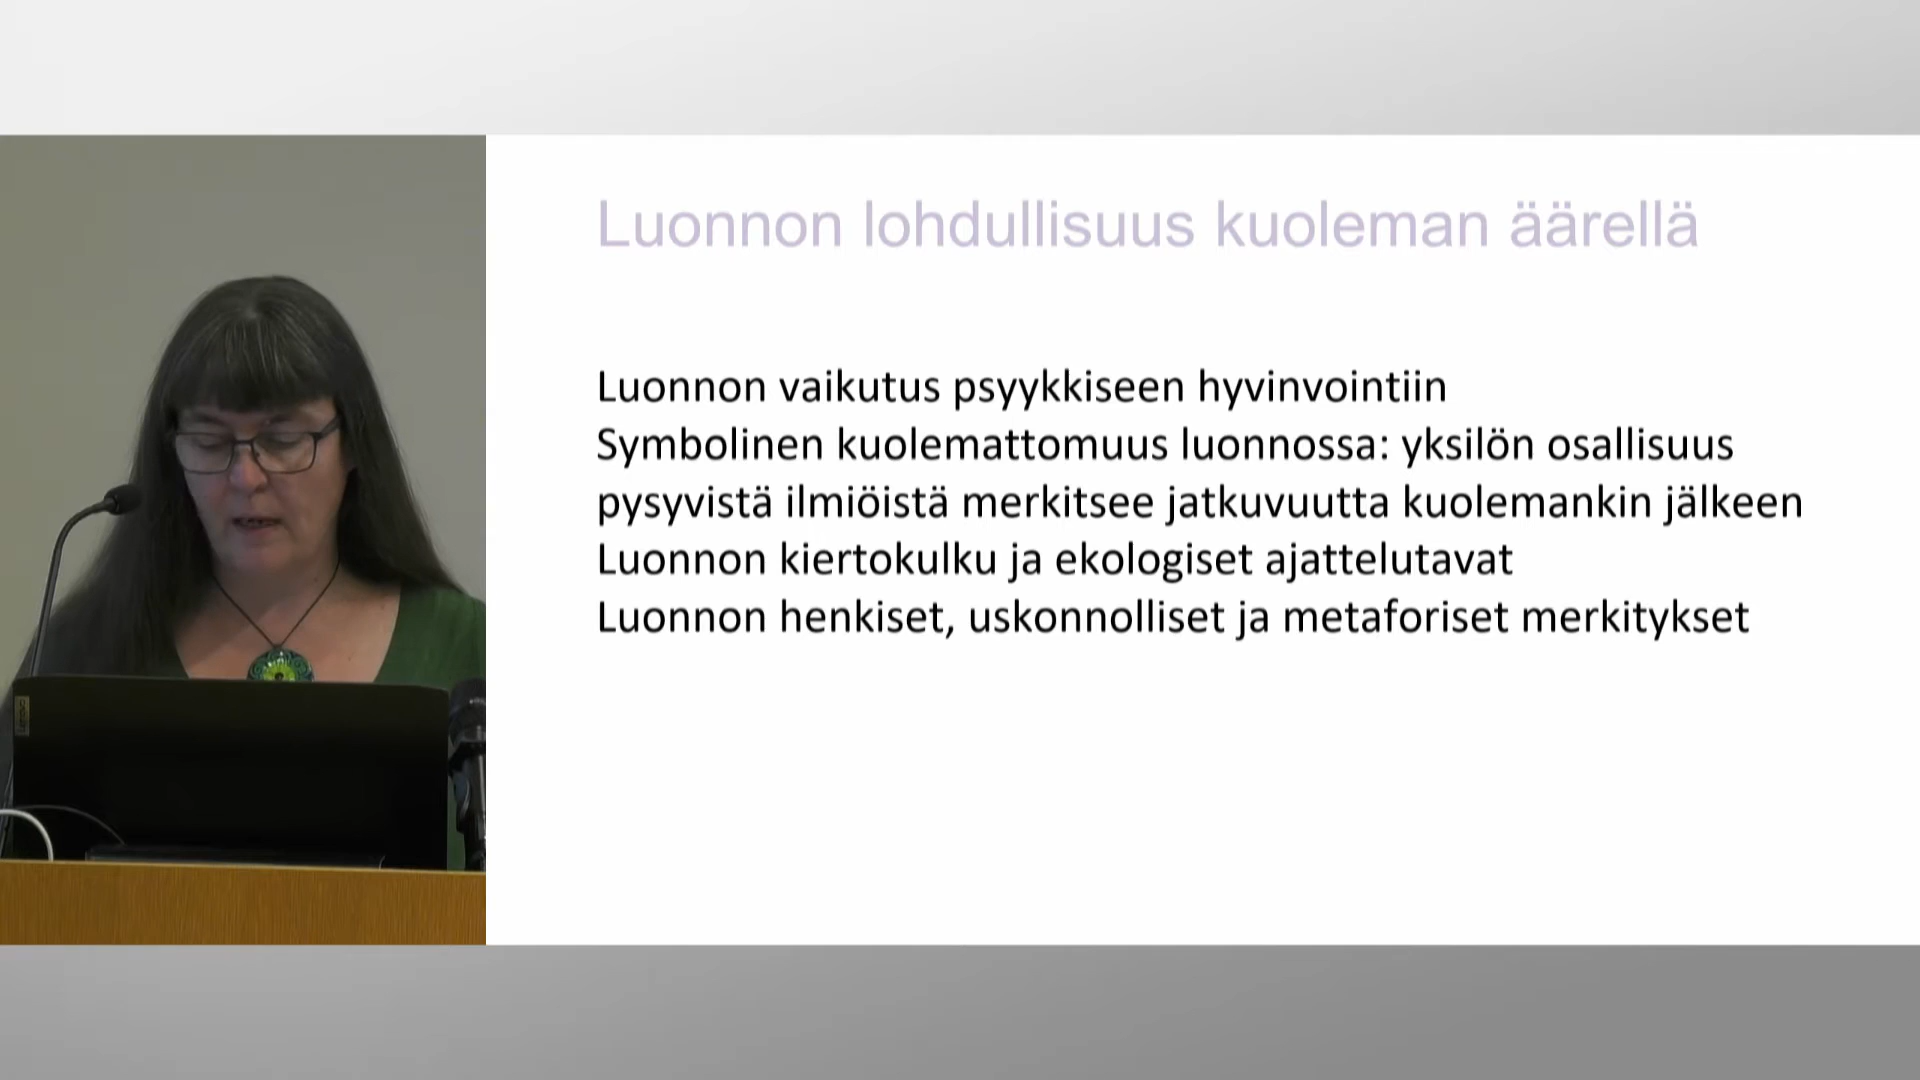 Luonnon lohdullisuus kuoleman äärellä
Luonnon vaikutus psyykkiseen hyvinvointiin
Symbolinen kuolemattomuus luonnossa: yksilön osallisuus
pysyvistä ilmiöistä merkitsee jatkuvuutta kuolemankin jälkeen
Luonnon kiertokulku ja ekologiset ajattelutavat
Luonnon henkiset, uskonnolliset ja metaforiset merkitykset